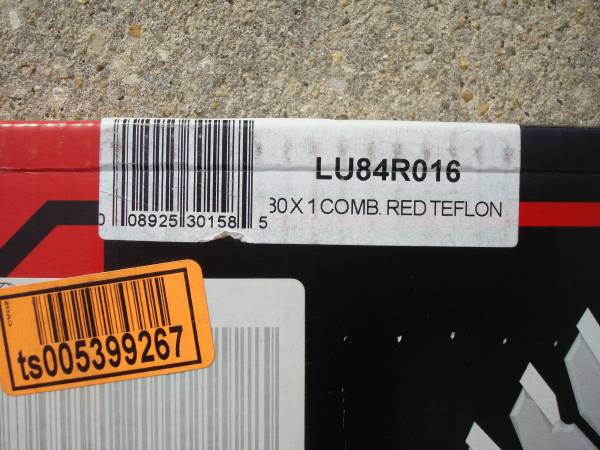 LU84R016
30 X 1 COMB. RED TEFLON
0 08925 30158 5
ts005399267